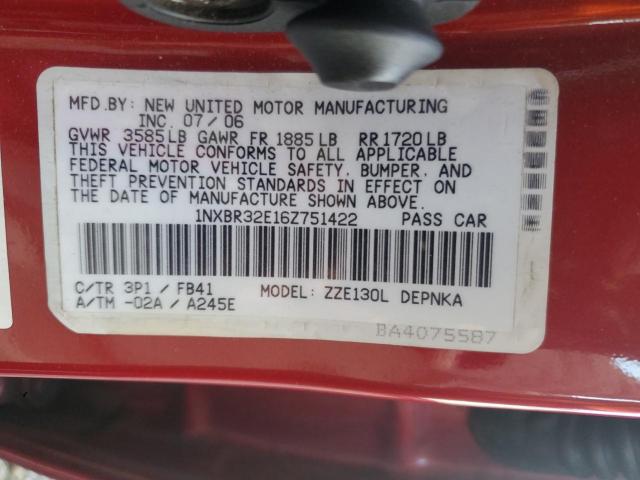 MFD.BY: NEW UNITED MOTOR MANUFACTURING
INC. 07/06
GVWR 3585LB GAWR FR 1885LB RR1720LB
THIS VEHICLE CONFORMS TO ALL APPLICABLE
FEDERAL MOTOR VEHICLE SAFETY, BUMPER, AND
THEFT PREVENTION STANDARDS IN EFFECT ON
THE DATE OF MANUFACTURE SHOWN ABOVE.
1NXBR32E16Z751422 PASS CAR
C/TR 3P1 / FB41 MODEL: ZZE130L DEPNKA
A/TM -02A / A245E
BA4075587